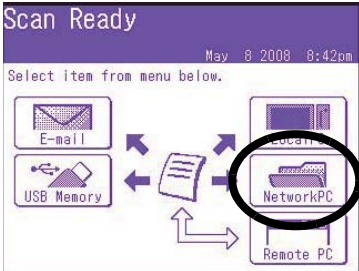 Scan Ready
May 8 2008 8:42pm
Select item from menu below.
E-mail
USB Memory
NetworkPC
Remote PC